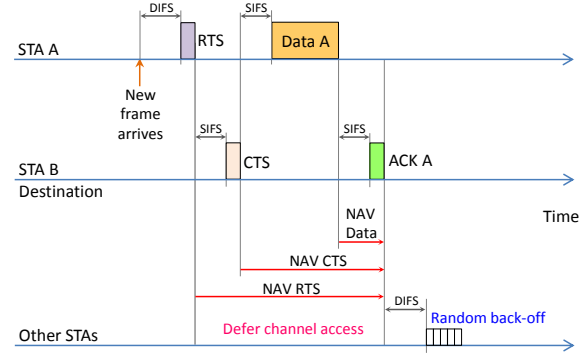 DIFS
SIFS
RTS
Data A
STA A
New
frame
arrives
SIFS
SIFS
CTS
ACK A
STA B
Destination
Time
NAV
Data
NAV CTS
NAV RTS
DIFS
Random back-off
Defer channel access
Other STAs